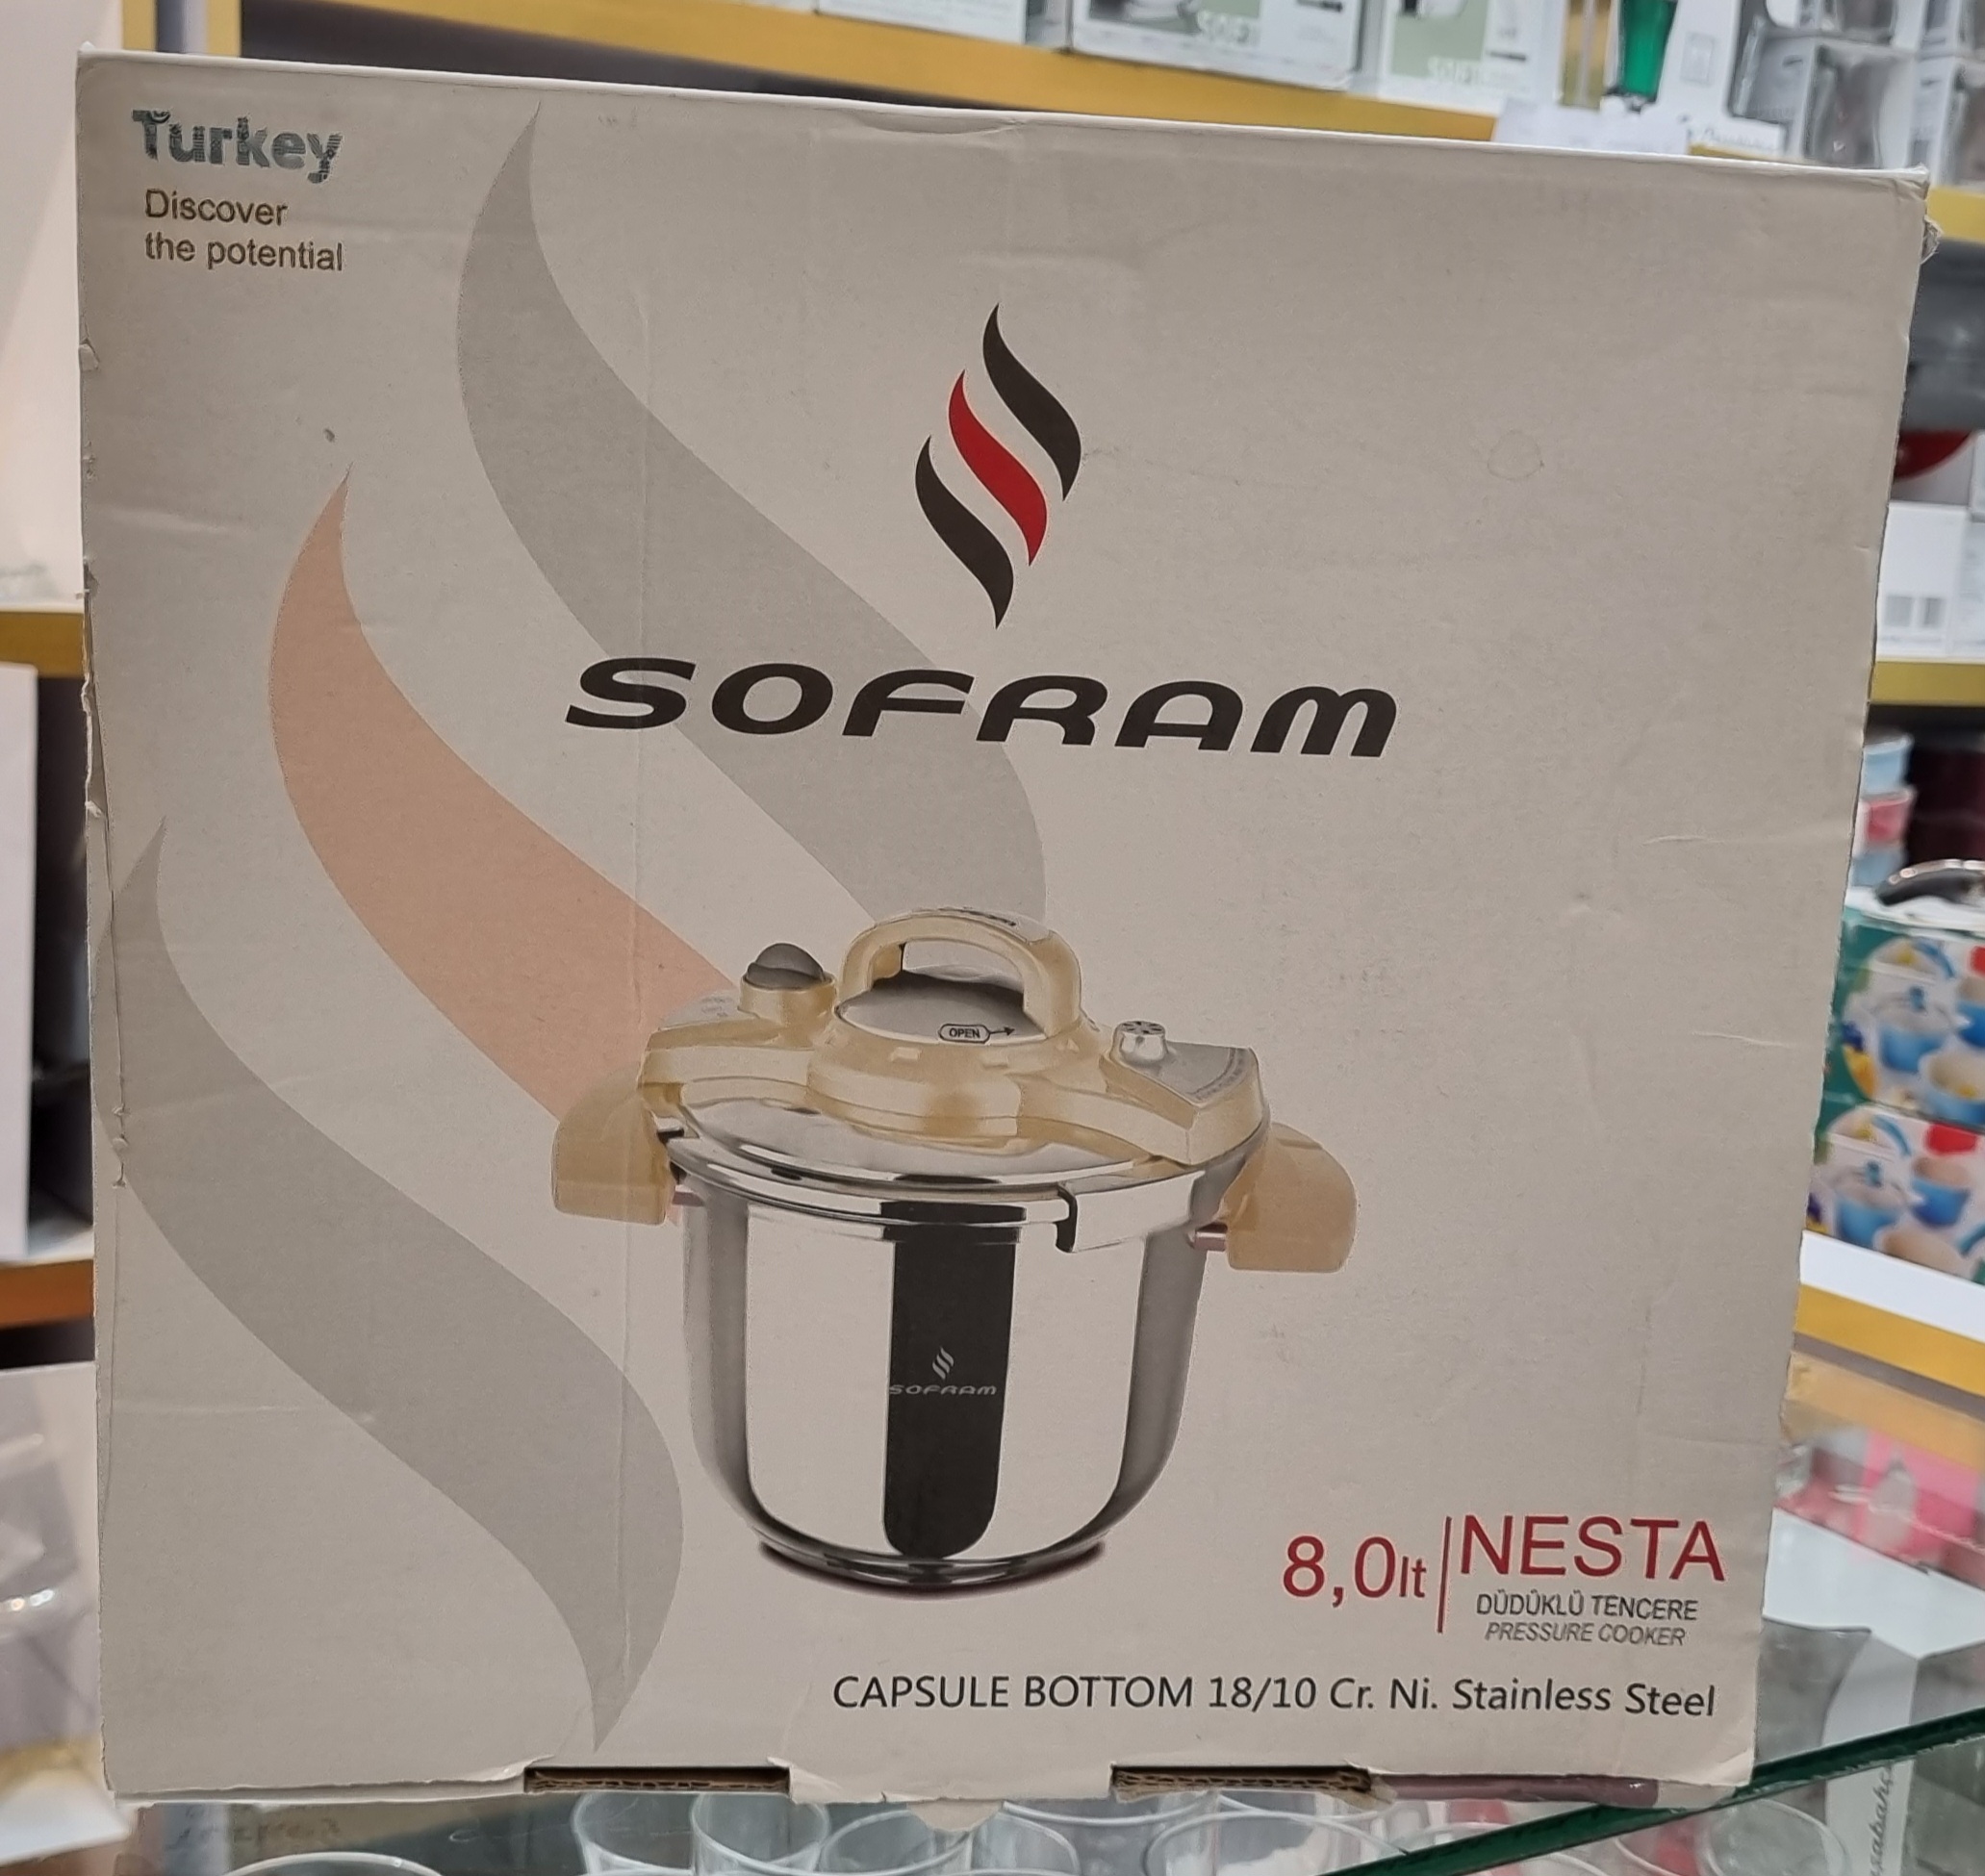 Turkey
Discover
the potential
SOFRAM
OPEN
SOFRAM
8,0lt
NESTA
DÜDÜKLÜ TENCERE
PRESSURE COOKER
CAPSULE BOTTOM 18/10 Cr. Ni. Stainless Steel